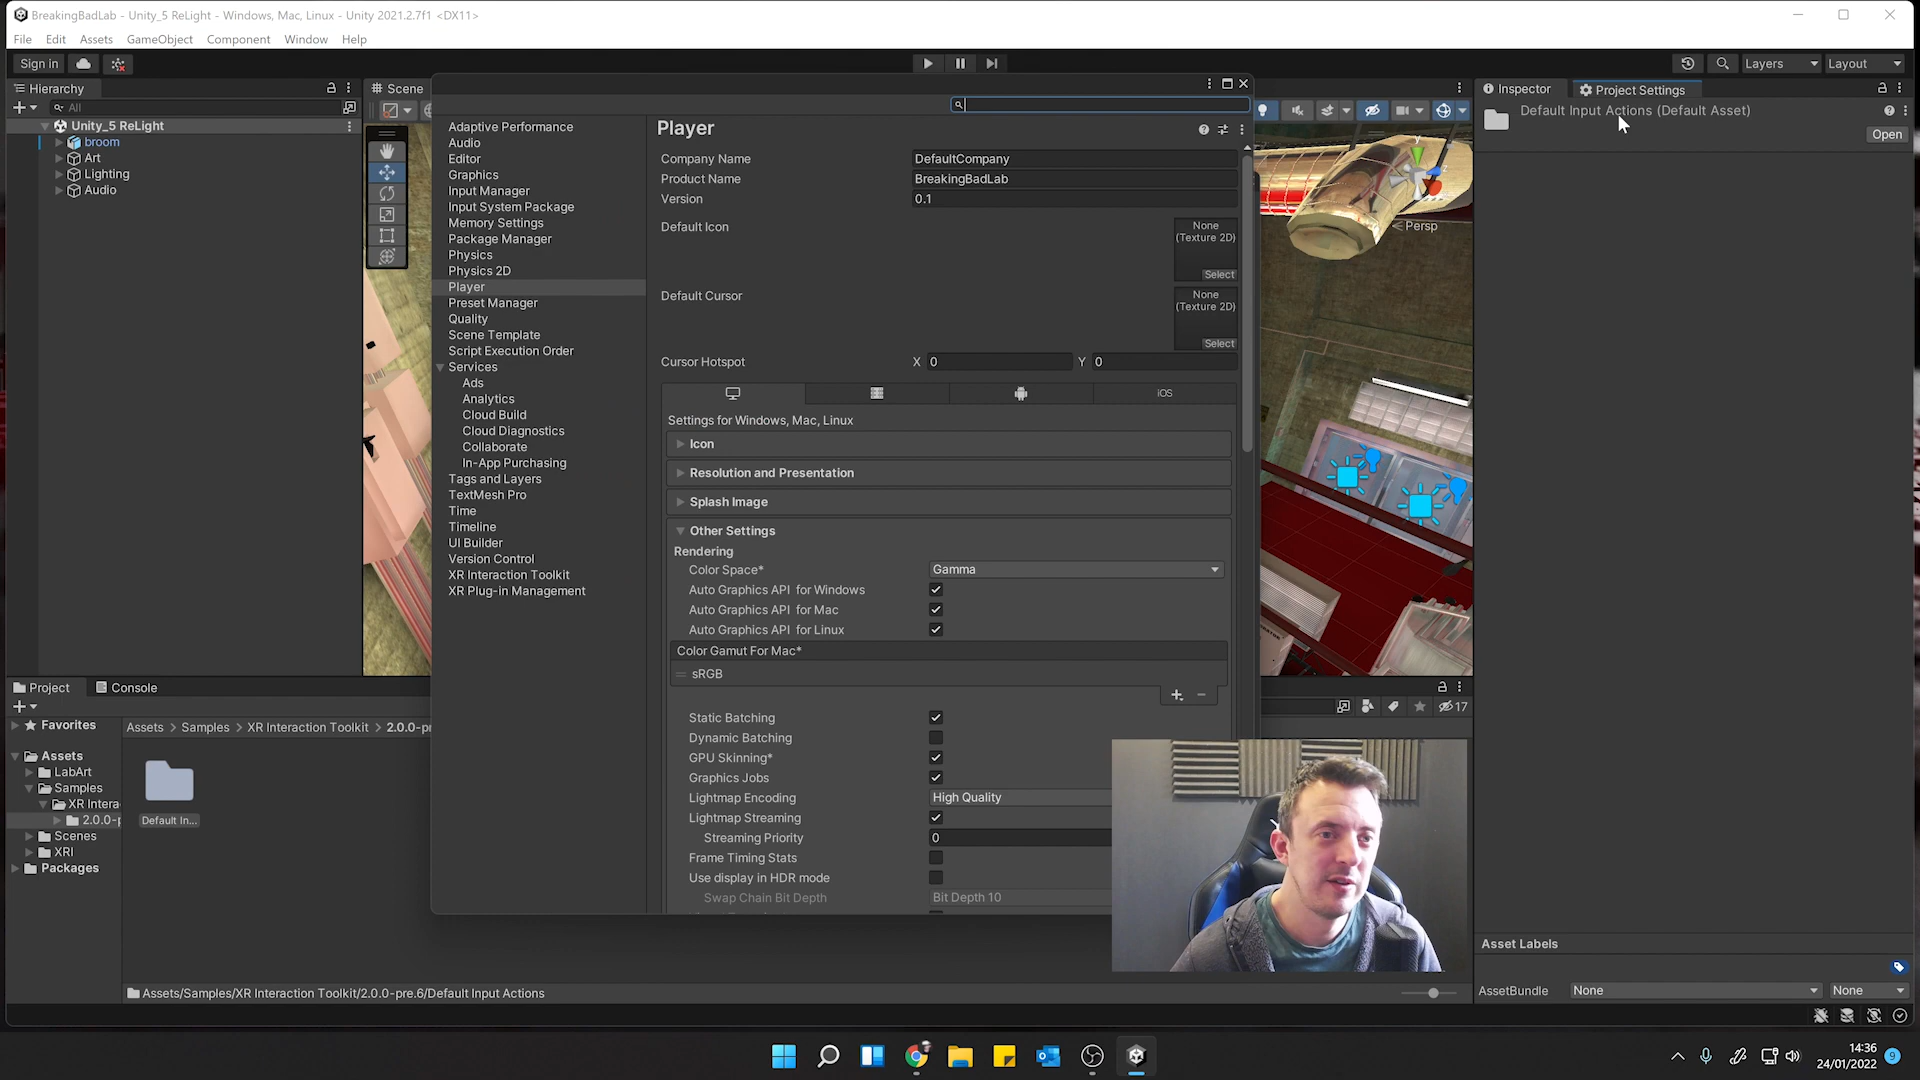 BreakingBadLab - Unity_5 ReLight - Windows, Mac, Linux - Unity 2021.2.7f1 <DX11>
File Edit Assets GameObject Component Window Help
Sign in
Layers Layout
Hierarchy
All
Unity_5 ReLight
broom
Art
Lighting
Audio
Scene
Adaptive Performance
Audio
Editor
Graphics
Input Manager
Input System Package
Memory Settings
Package Manager
Physics
Physics 2D
Player
Preset Manager
Quality
Scene Template
Script Execution Order
Services
Ads
Analytics
Cloud Build
Cloud Diagnostics
Collaborate
In-App Purchasing
Tags and Layers
TextMesh Pro
Time
Timeline
UI Builder
Version Control
XR Interaction Toolkit
XR Plug-in Management
Player
Company Name DefaultCompany
Product Name BreakingBadLab
Version 0.1
Default Icon
None
(Texture 2D)
Select
Default Cursor
None
(Texture 2D)
Select
Cursor Hotspot X 0 Y 0
iOS
Settings for Windows, Mac, Linux
Icon
Resolution and Presentation
Splash Image
Other Settings
Rendering
Color Space* Gamma
Auto Graphics API for Windows
Auto Graphics API for Mac
Auto Graphics API for Linux
Color Gamut For Mac*
sRGB
Static Batching
Dynamic Batching
GPU Skinning*
Graphics Jobs
Lightmap Encoding High Quality
Lightmap Streaming
Streaming Priority 0
Frame Timing Stats
Use display in HDR mode
Swap Chain Bit Depth Bit Depth 10
y
Persp
Inspector Project Settings
Default Input Actions (Default Asset)
Open
Asset Labels
AssetBundle None None
Project Console
17
Favorites
Assets
LabArt
Samples
XR Intera
2.0.0-p
Scenes
XRI
Packages
Assets > Samples > XR Interaction Toolkit > 2.0.0-p
Default In...
Assets/Samples/XR Interaction Toolkit/2.0.0-pre.6/Default Input Actions
14:36
24/01/2022
9